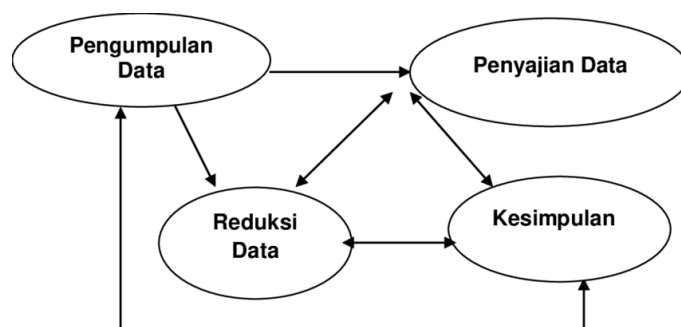 Pengumpulan
Data
Penyajian Data
Reduksi
Data
Kesimpulan